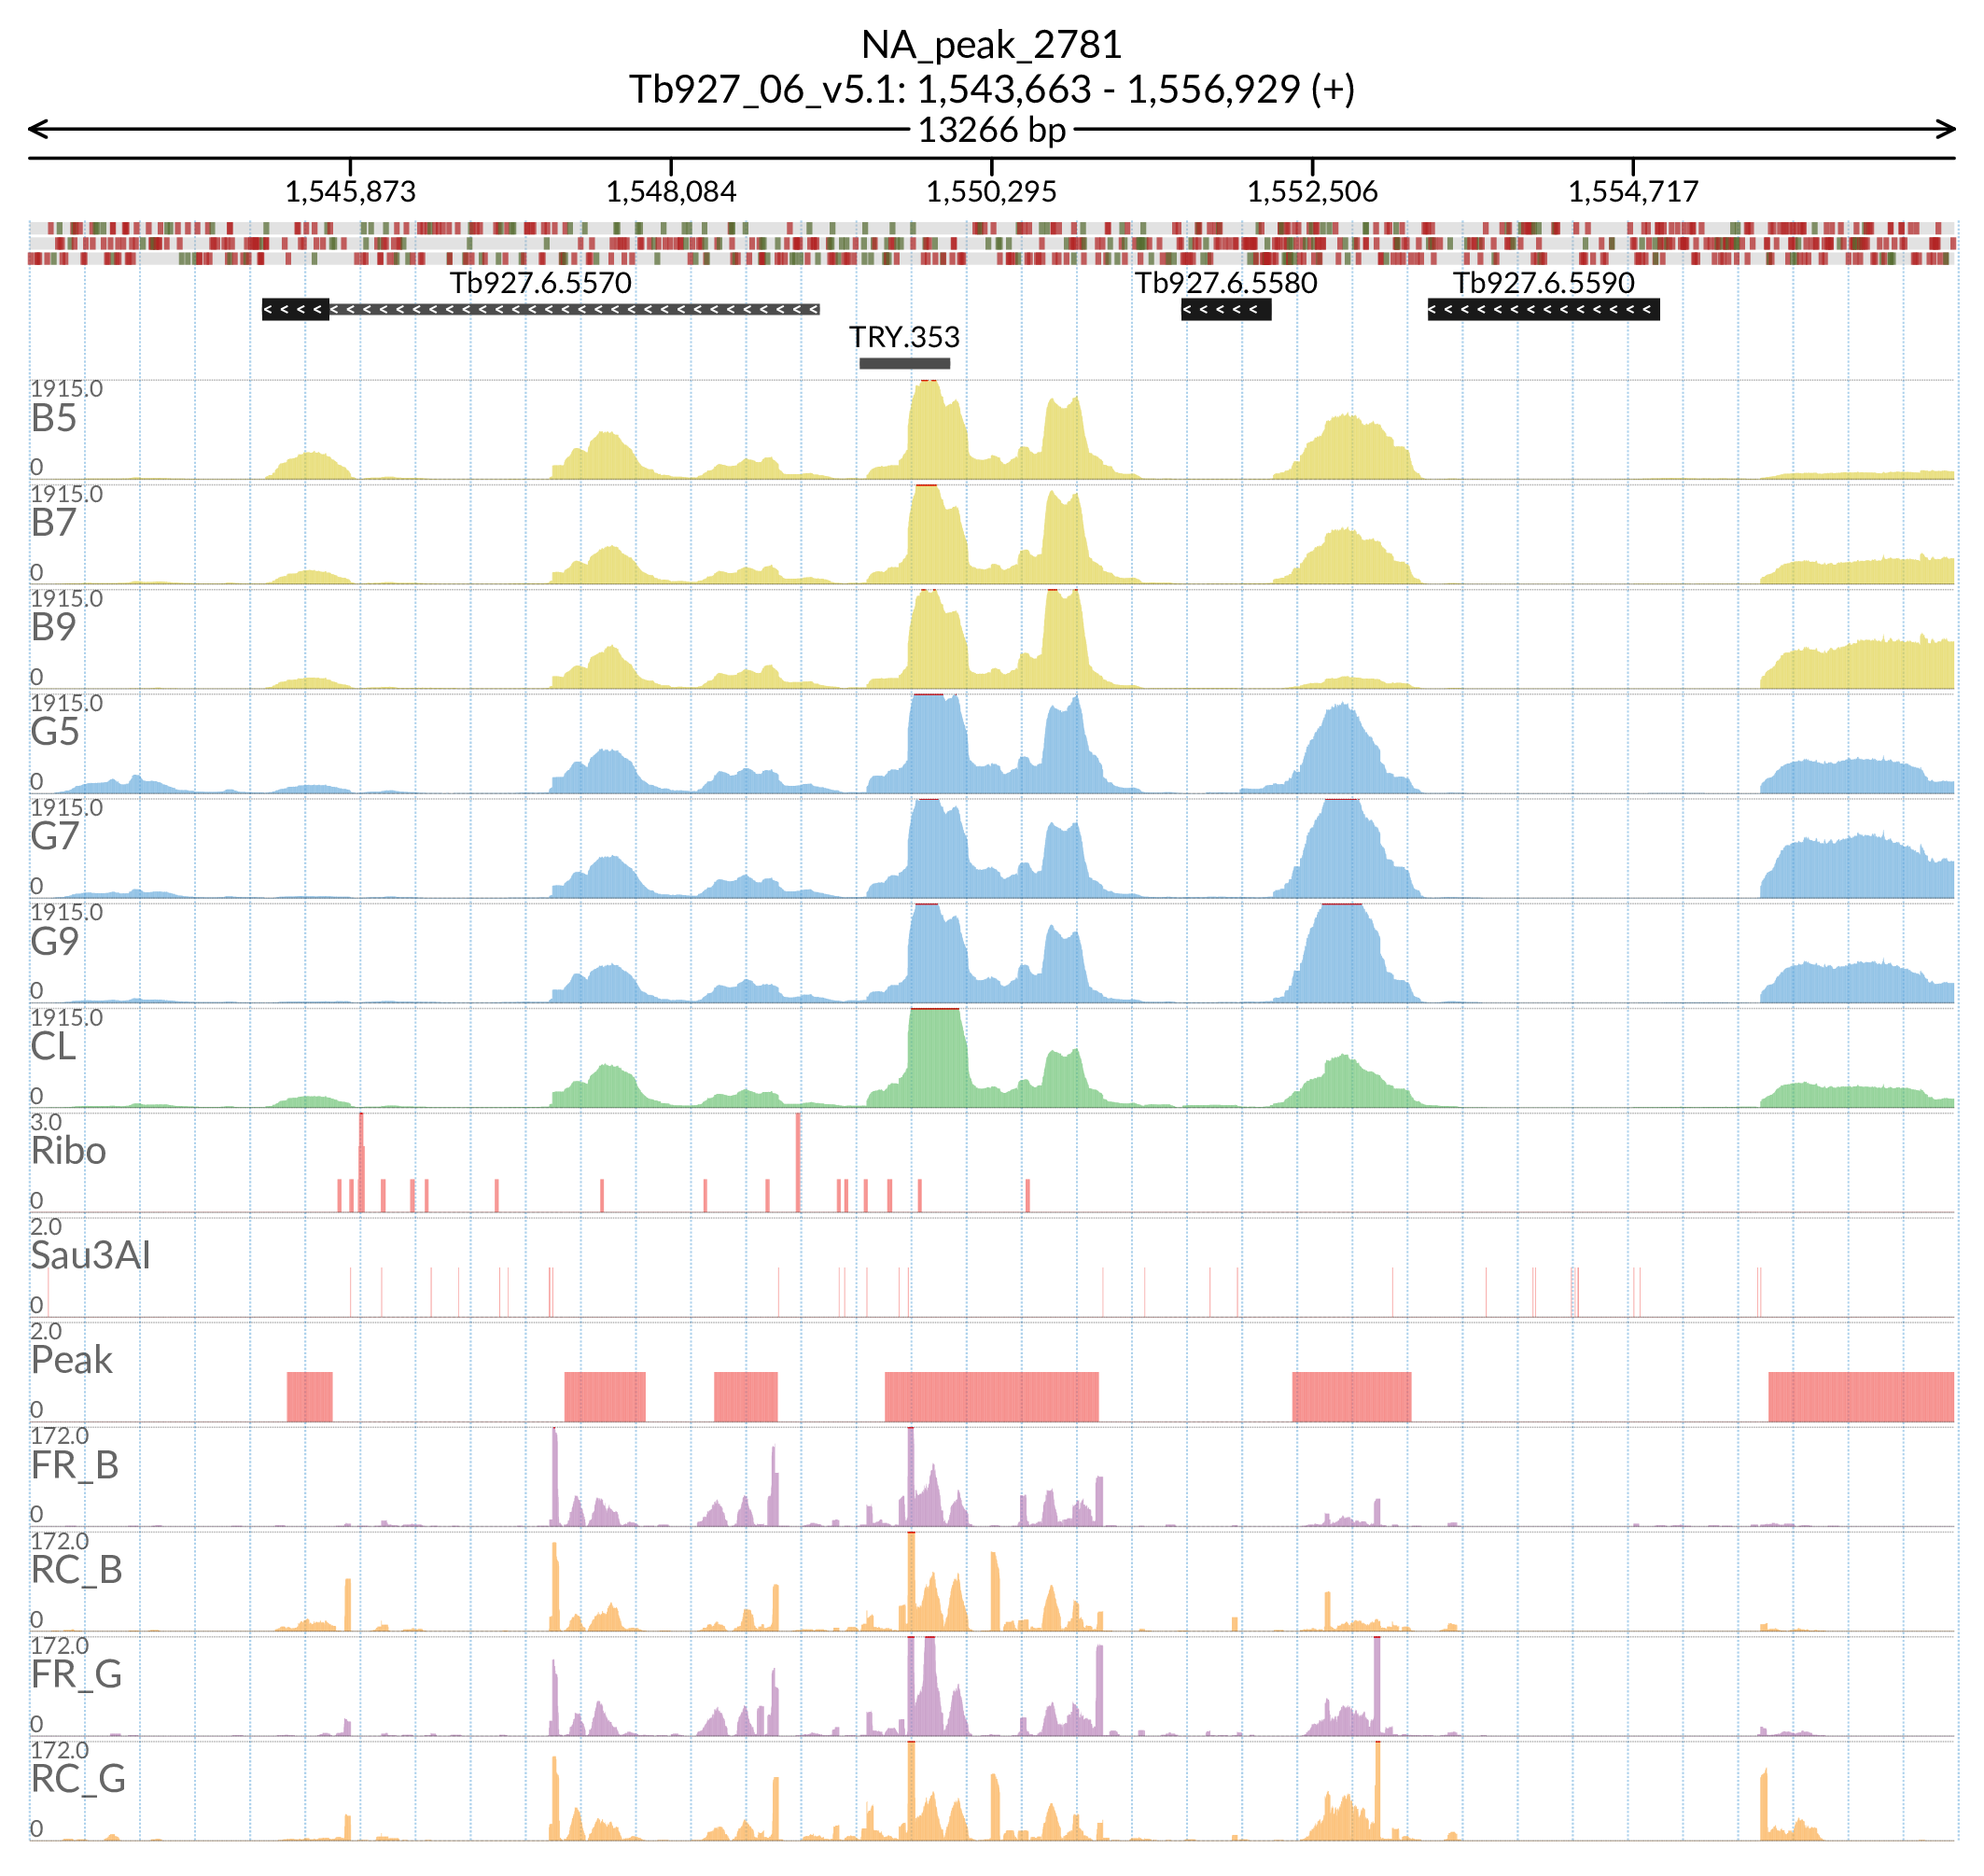 NA_peak_2781
Tb927_06_v5.1: 1,543,663 - 1,556,929 (+)
13266 bp
1,545,873 1,548,084 1,550,295 1,552,506 1,554,717
Tb927.6.5570 Tb927.6.5580 Tb927.6.5590
TRY.353
1915.0
B5
0
1915.0
B7
0
1915.0
B9
0
1915.0
G5
0
1915.0
G7
0
1915.0
G9
0
1915.0
CL
0
3.0
Ribo
0
2.0
Sau3AI
0
2.0
Peak
0
172.0
FR_B
0
172.0
RC_B
0
172.0
FR_G
0
172.0
RC_G
0